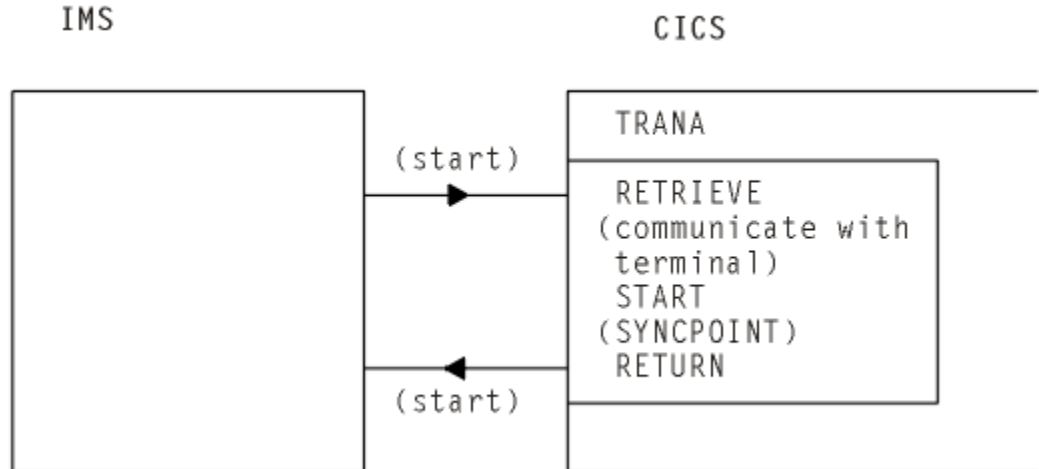 IMS
CICS
TRANA
(start)
RETRIEVE
(communicate with
terminal)
START
(SYNCPOINT)
RETURN
(start)